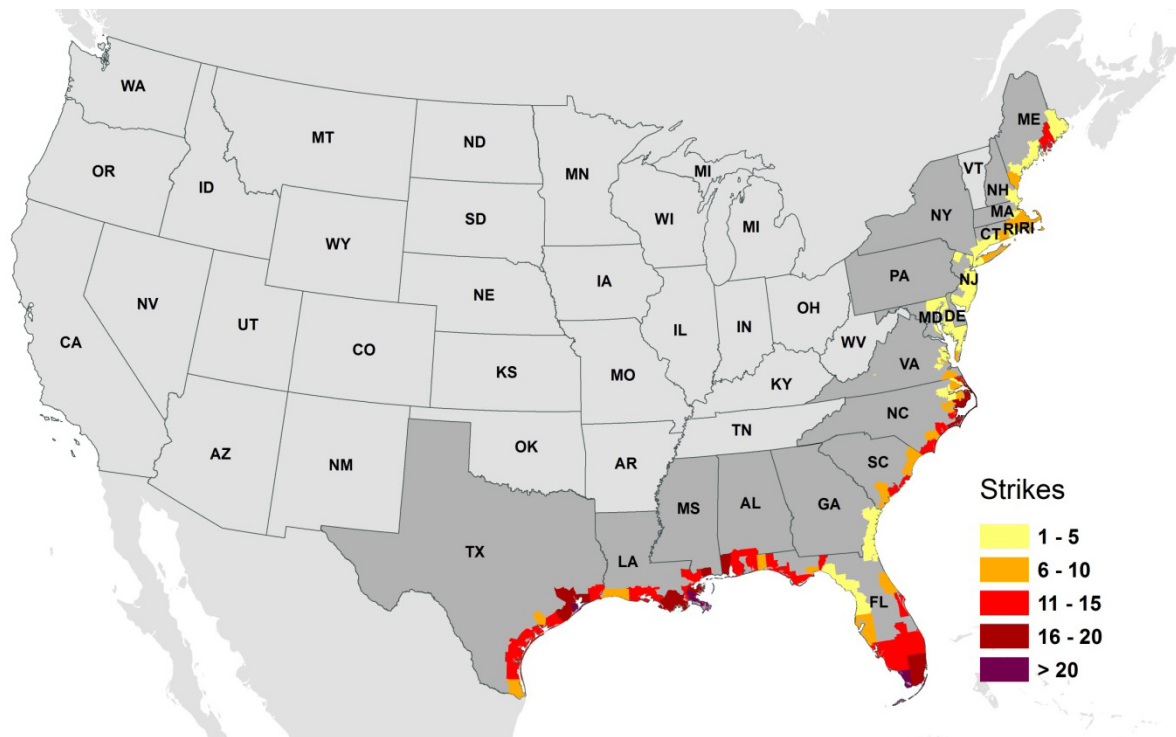 WA
MT
ND
MN
ME
OR
ID
SD
WI
MI
VT
NH
NY
MA
WY
MI
CT
RIRI
IA
PA
NJ
NV
NE
OH
UT
IL
IN
MD
DE
CA
CO
WV
KS
MO
VA
KY
NC
TN
AZ
NM
OK
AR
SC
MS
AL
GA
TX
LA
FL
Strikes
1 - 5
6 - 10
11 - 15
16 - 20
> 20